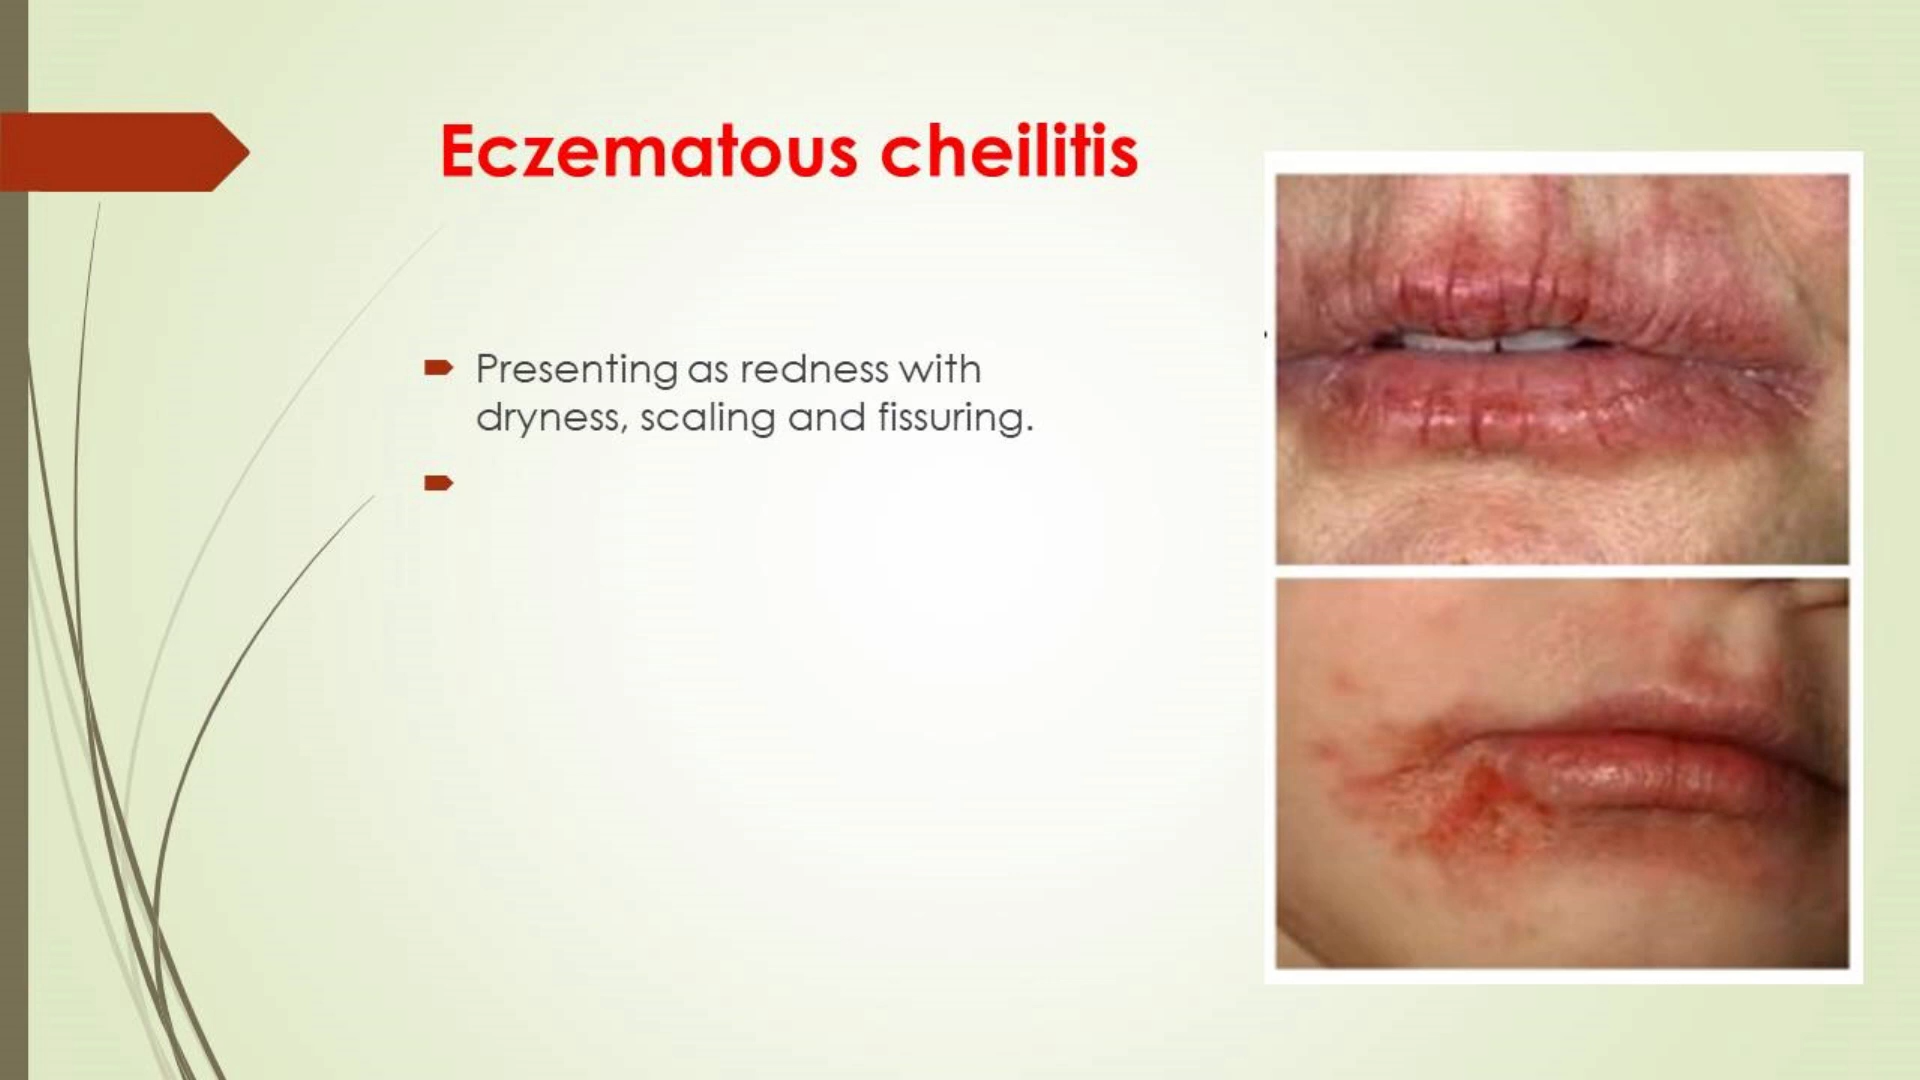 Eczematous cheilitis
Presenting as redness with
dryness, scaling and fissuring.